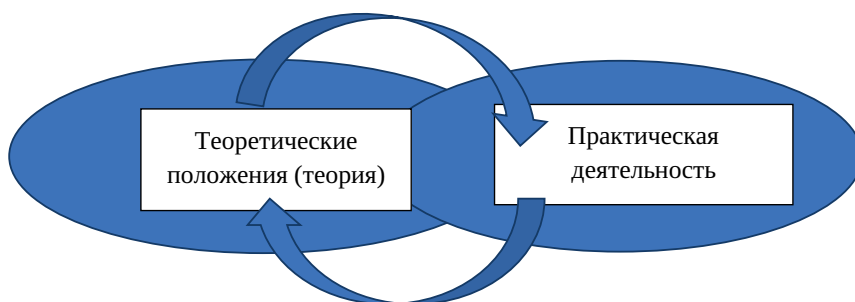 Теоретические
положения (теория)
Практическая
деятельность